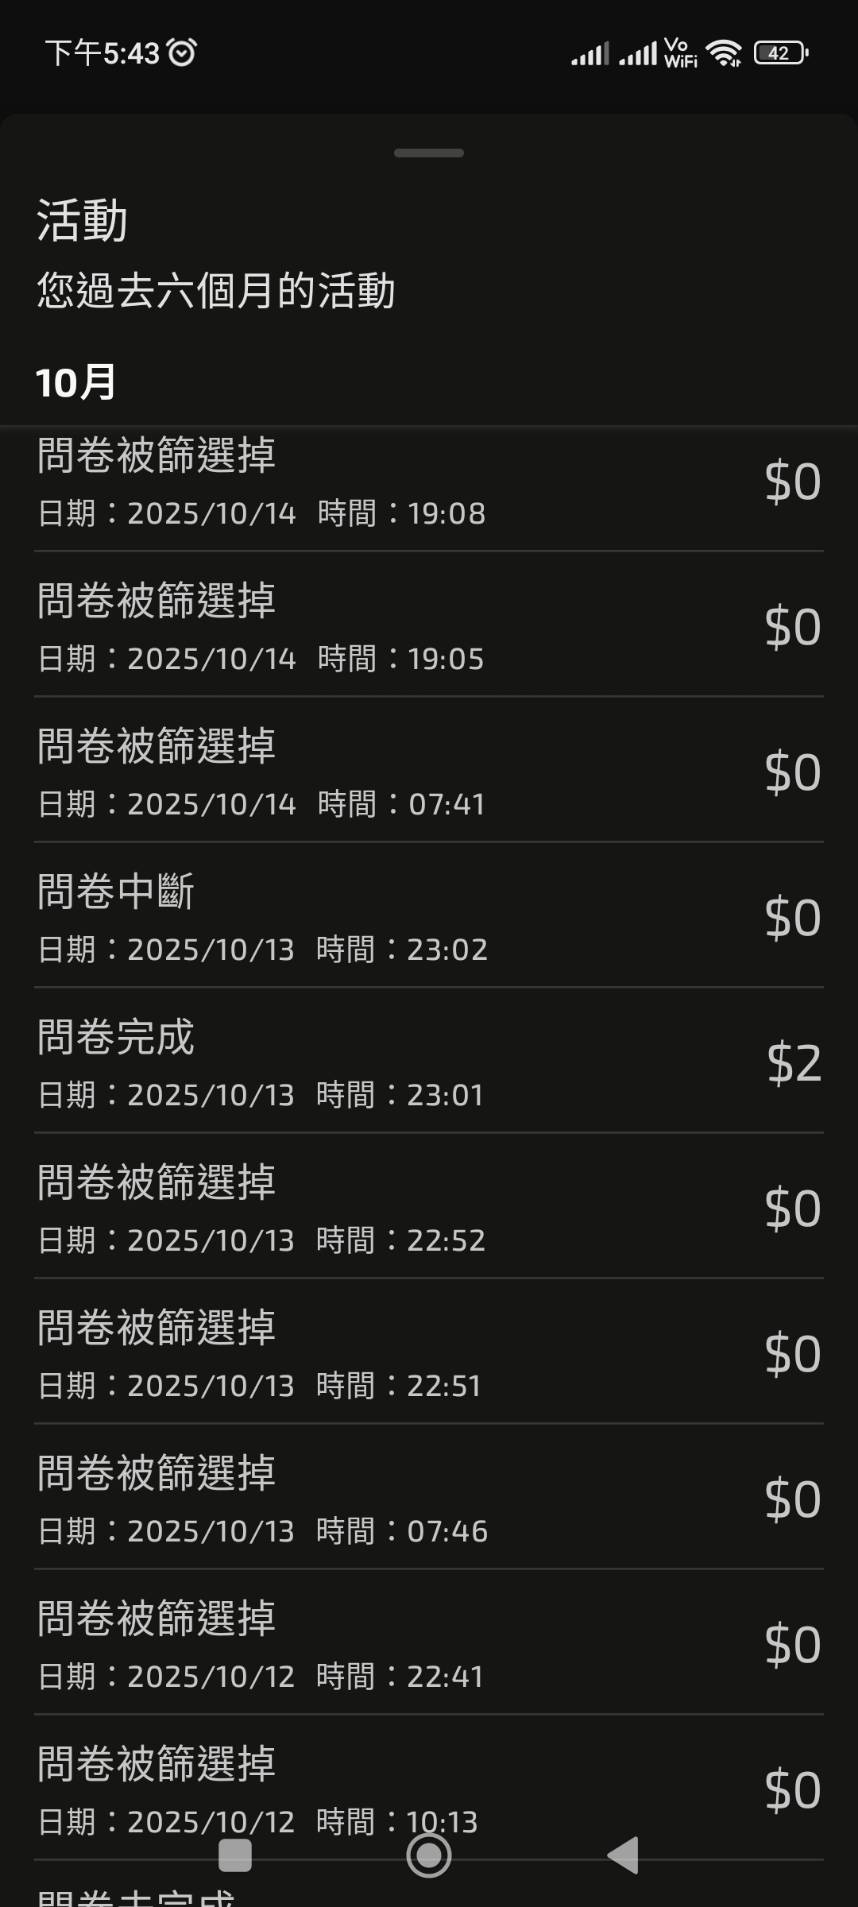 下午5:43
Vo
WiFi
42
活動
您過去六個月的活動
10月
問卷被篩選掉
$0
日期：2025/10/14 時間：19:08
問卷被篩選掉
$0
日期：2025/10/14 時間：19:05
問卷被篩選掉
$0
日期：2025/10/14 時間：07:41
問卷中斷
$0
日期：2025/10/13 時間：23:02
問卷完成
$2
日期：2025/10/13 時間：23:01
問卷被篩選掉
$0
日期：2025/10/13 時間：22:52
問卷被篩選掉
$0
日期：2025/10/13 時間：22:51
問卷被篩選掉
$0
日期：2025/10/13 時間：07:46
問卷被篩選掉
$0
日期：2025/10/12 時間：22:41
問卷被篩選掉
$0
日期：2025/10/12 時間：10:13
問卷未完成